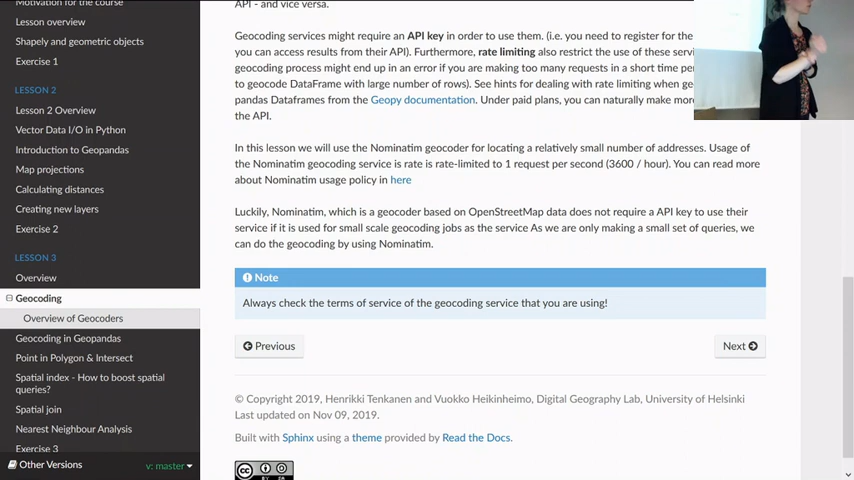 Motivation for the course
Lesson overview
Shapely and geometric objects
Exercise 1
LESSON 2
Lesson 2 Overview
Vector Data I/O in Python
Introduction to Geopandas
Map projections
Calculating distances
Creating new layers
Exercise 2
LESSON 3
Overview
Geocoding
Overview of Geocoders
Geocoding in Geopandas
Point in Polygon & Intersect
Spatial index - How to boost spatial
queries?
Spatial join
Nearest Neighbour Analysis
Exercise 3
Other Versions
v: master
API - and vice versa.
Geocoding services might require an API key in order to use them. (i.e. you need to register for the
you can access results from their API). Furthermore, rate limiting also restrict the use of these
geocoding process might end up in an error if you are making too many requests in a short time
to geocode DataFrame with large number of rows). See hints for dealing with rate limiting when
pandas Dataframes from the Geopy documentation. Under paid plans, you can naturally make
the API.
In this lesson we will use the Nominatim geocoder for locating a relatively small number of addresses. Usage of
the Nominatim geocoding service is rate is rate-limited to 1 request per second (3600 / hour). You can read more
about Nominatim usage policy in here
Luckily, Nominatim, which is a geocoder based on OpenStreetMap data does not require a API key to use their
service if it is used for small scale geocoding jobs as the service As we are only making a small set of queries, we
can do the geocoding by using Nominatim.
Note
Always check the terms of service of the geocoding service that you are using!
Previous
Next
© Copyright 2019, Henrikki Tenkanen and Vuokko Heikinheimo, Digital Geography Lab, University of Helsinki
Last updated on Nov 09, 2019.
Built with Sphinx using a theme provided by Read the Docs.
cc